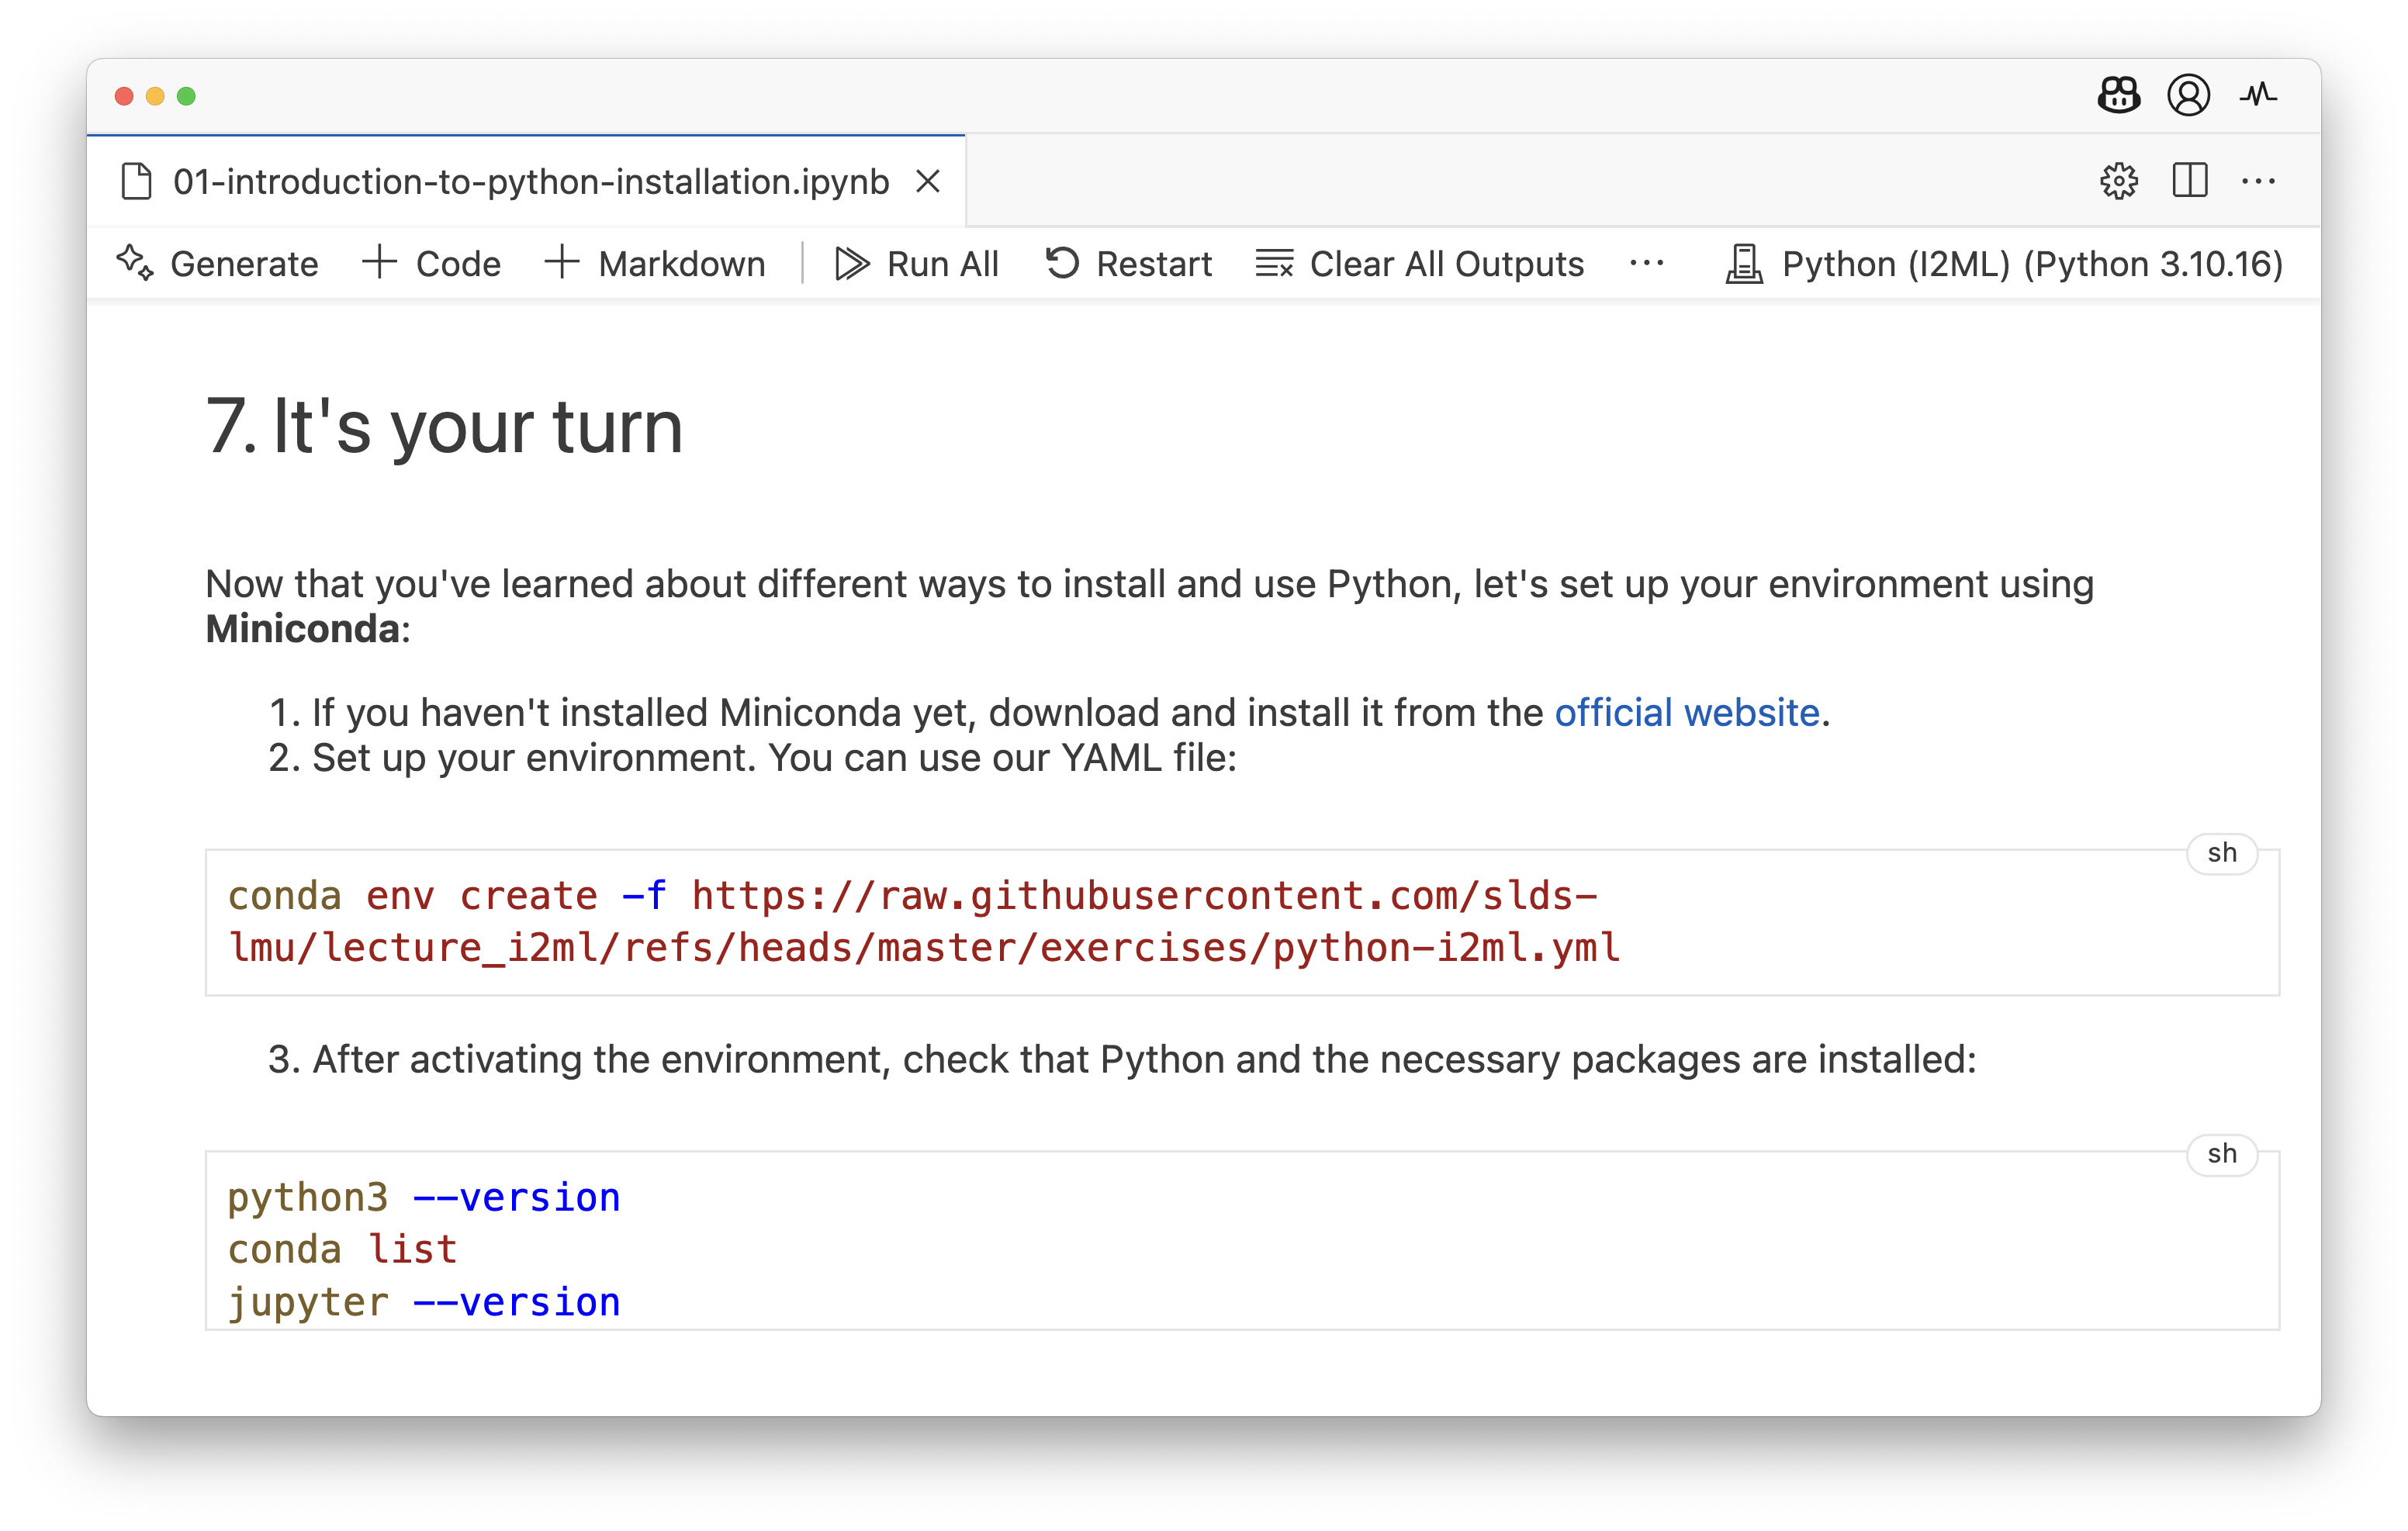 01-introduction-to-python-installation.ipynb
Generate Code Markdown Run All Restart Clear All Outputs ... Python (I2ML) (Python 3.10.16)
7. It's your turn
Now that you've learned about different ways to install and use Python, let's set up your environment using
Miniconda:
1. If you haven't installed Miniconda yet, download and install it from the official website.
2. Set up your environment. You can use our YAML file:
sh
conda env create -f https://raw.githubusercontent.com/slds-
lmu/lecture_i2ml/refs/heads/master/exercises/python-i2ml.yml
3. After activating the environment, check that Python and the necessary packages are installed:
sh
python3 --version
conda list
jupyter --version